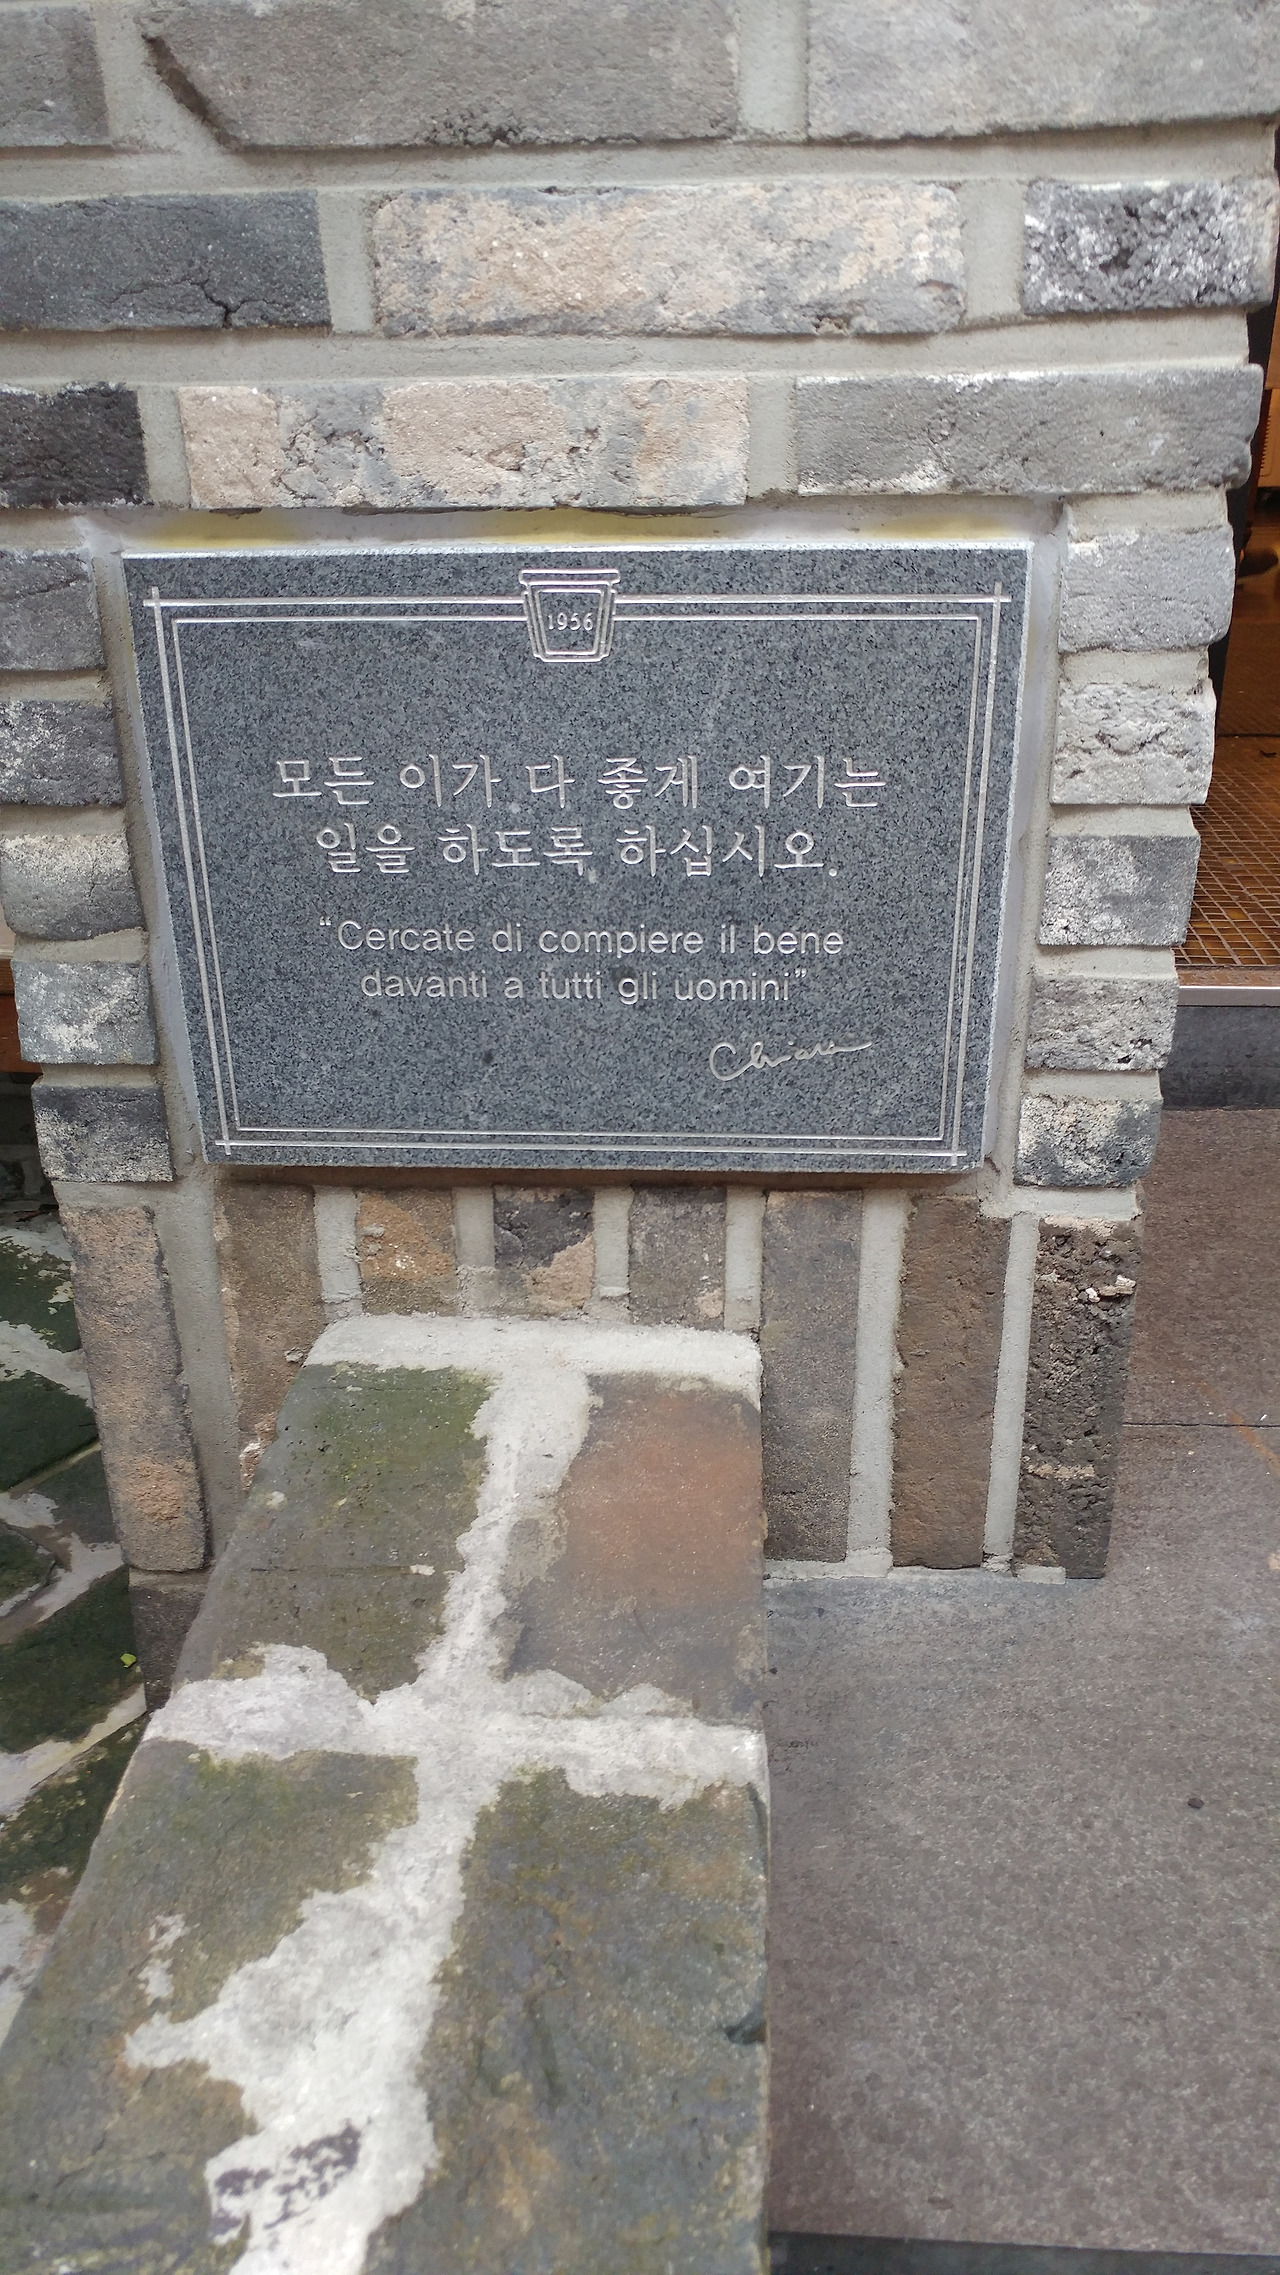 1956
모든 이가 다 좋게 여기는
일을 하도록 하십시오.
“Cercate di compiere il bene
davanti a tutti gli uomini”
Chiara